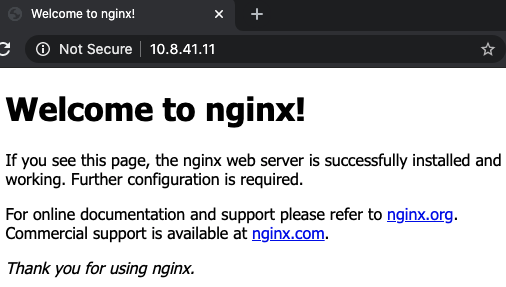 Welcome to nginx!
Not Secure 10.8.41.11
Welcome to nginx!
If you see this page, the nginx web server is successfully installed and
working. Further configuration is required.
For online documentation and support please refer to nginx.org.
Commercial support is available at nginx.com.
Thank you for using nginx.